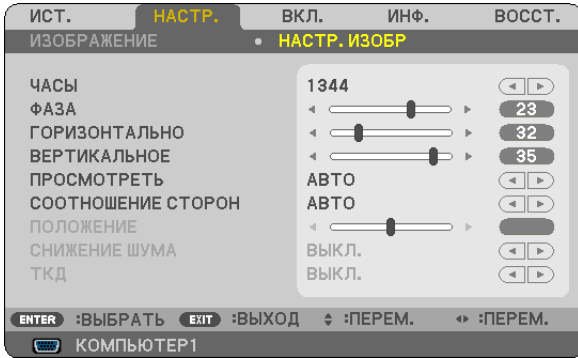 ИСТ. НАСТР. ВКЛ. ИНФ. ВОССТ.
ИЗОБРАЖЕНИЕ • НАСТР. ИЗОБР
ЧАСЫ 1344
ФАЗА 23
ГОРИЗОНТАЛЬНО 32
ВЕРТИКАЛЬНОЕ 35
ПРОСМОТРЕТЬ АВТО
СООТНОШЕНИЕ СТОРОН АВТО
ПОЛОЖЕНИЕ
СНИЖЕНИЕ ШУМА ВЫКЛ.
ТКД ВЫКЛ.
ENTER :ВЫБРАТЬ EXIT :ВЫХОД :ПЕРЕМ. :ПЕРЕМ.
КОМПЬЮТЕР1